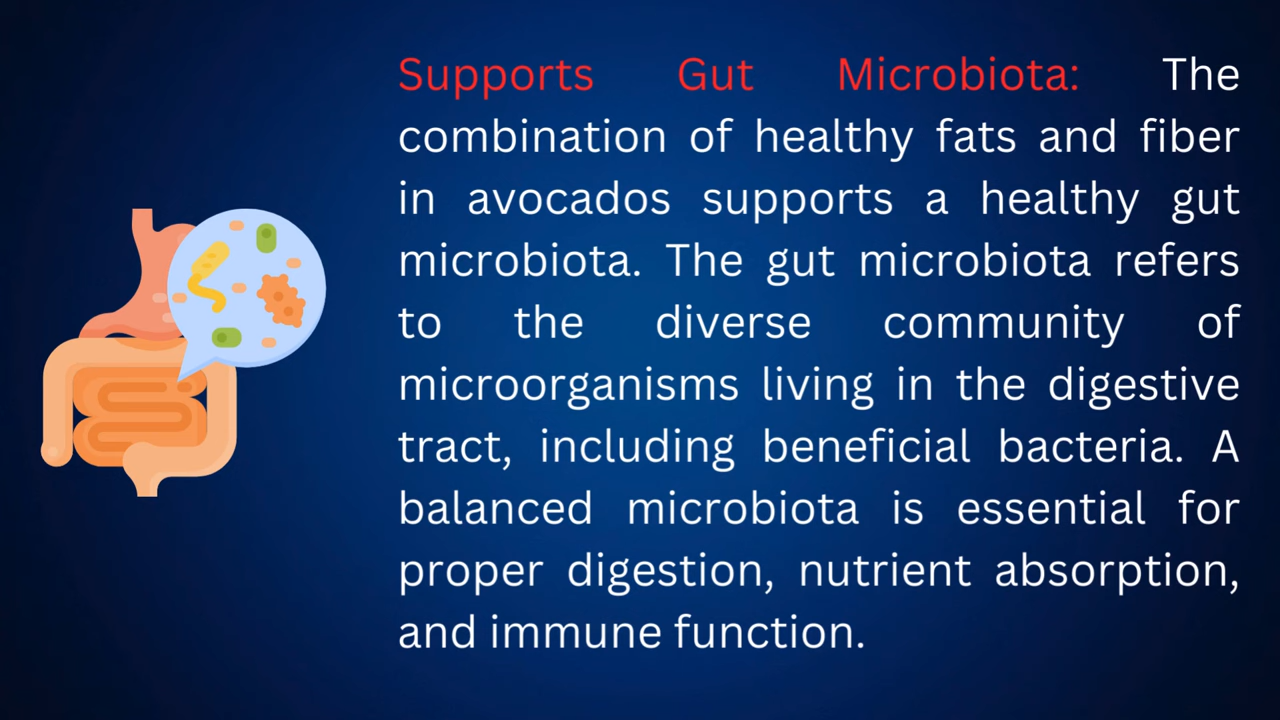 Supports Gut Microbiota: The
combination of healthy fats and fiber
in avocados supports a healthy gut
microbiota. The gut microbiota refers
to the diverse community of
microorganisms living in the digestive
tract, including beneficial bacteria. A
balanced microbiota is essential for
proper digestion, nutrient absorption,
and immune function.